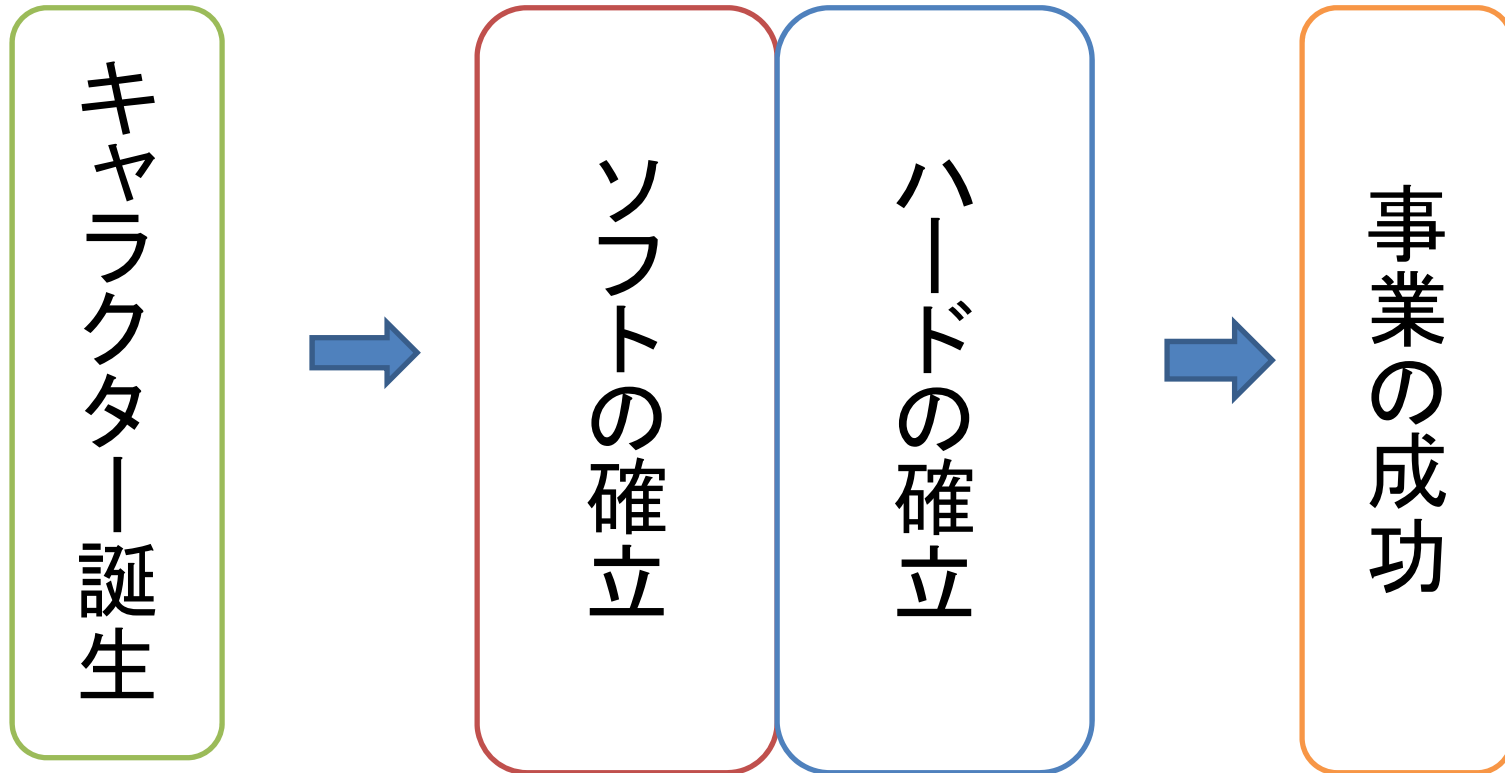 キャラクター誕生
ソフトの確立
ハードの確立
事業の成功